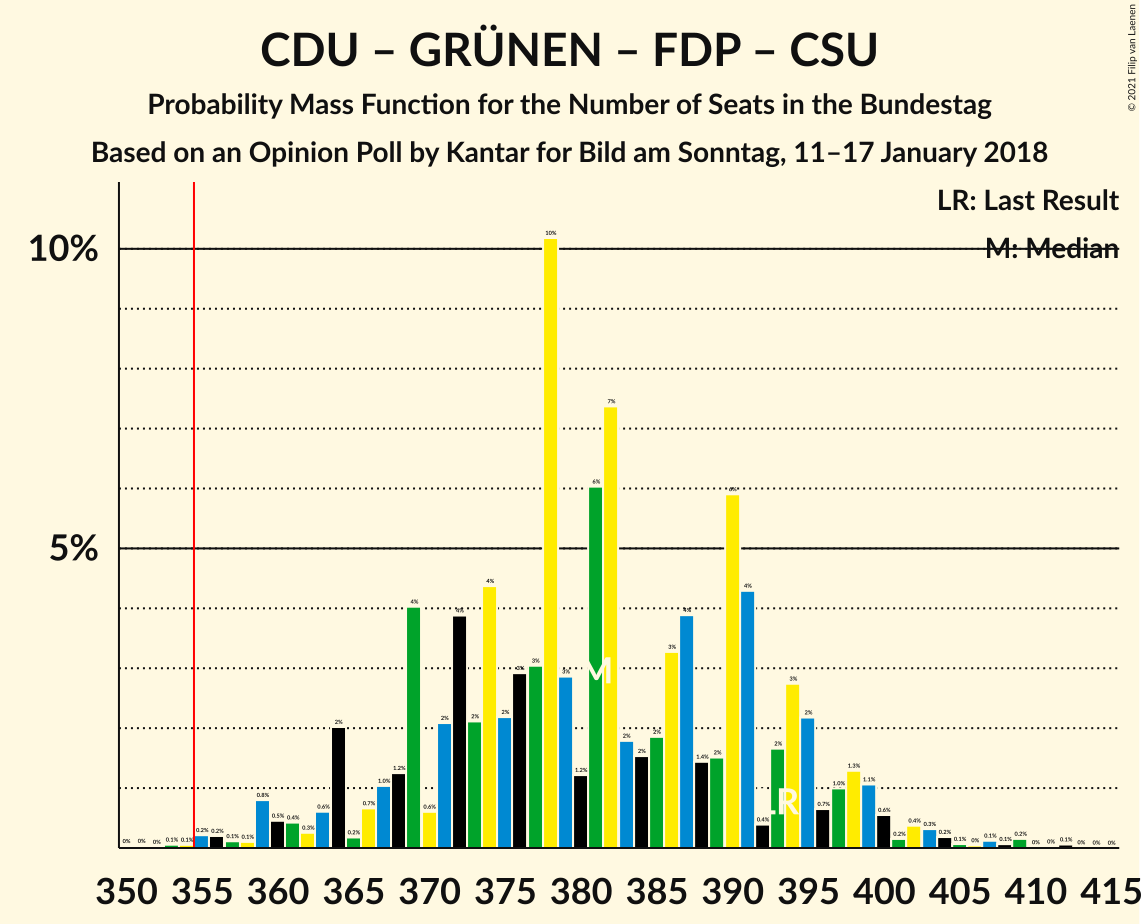 CDU – GRÜNEN – FDP – CSU
Probability Mass Function for the Number of Seats in the Bundestag
Based on an Opinion Poll by Kantar for Bild am Sonntag, 11–17 January 2018
© 2021 Filip van Laenen
LR: Last Result
M: Median
10%
5%
0% 0% 0% 0.1% 0.1% 0.2% 0.2% 0.1% 0.1% 0.8% 0.5% 0.4% 0.3% 0.6% 2% 0.2% 0.7% 1.0% 1.2% 4% 0.6% 2% 4% 2% 4% 2% 3% 3% 10% 3% 1.2% 6% 7% 2% 2% 2% 3% 4% 1.4% 2% 6% 4% 0.4% 2% 3% 2% 0.7% 1.0% 1.3% 1.1% 0.6% 0.2% 0.4% 0.3% 0.2% 0.1% 0% 0.1% 0.1% 0.2% 0% 0% 0.1% 0% 0% 0%
M
LR
350 355 360 365 370 375 380 385 390 395 400 405 410 415